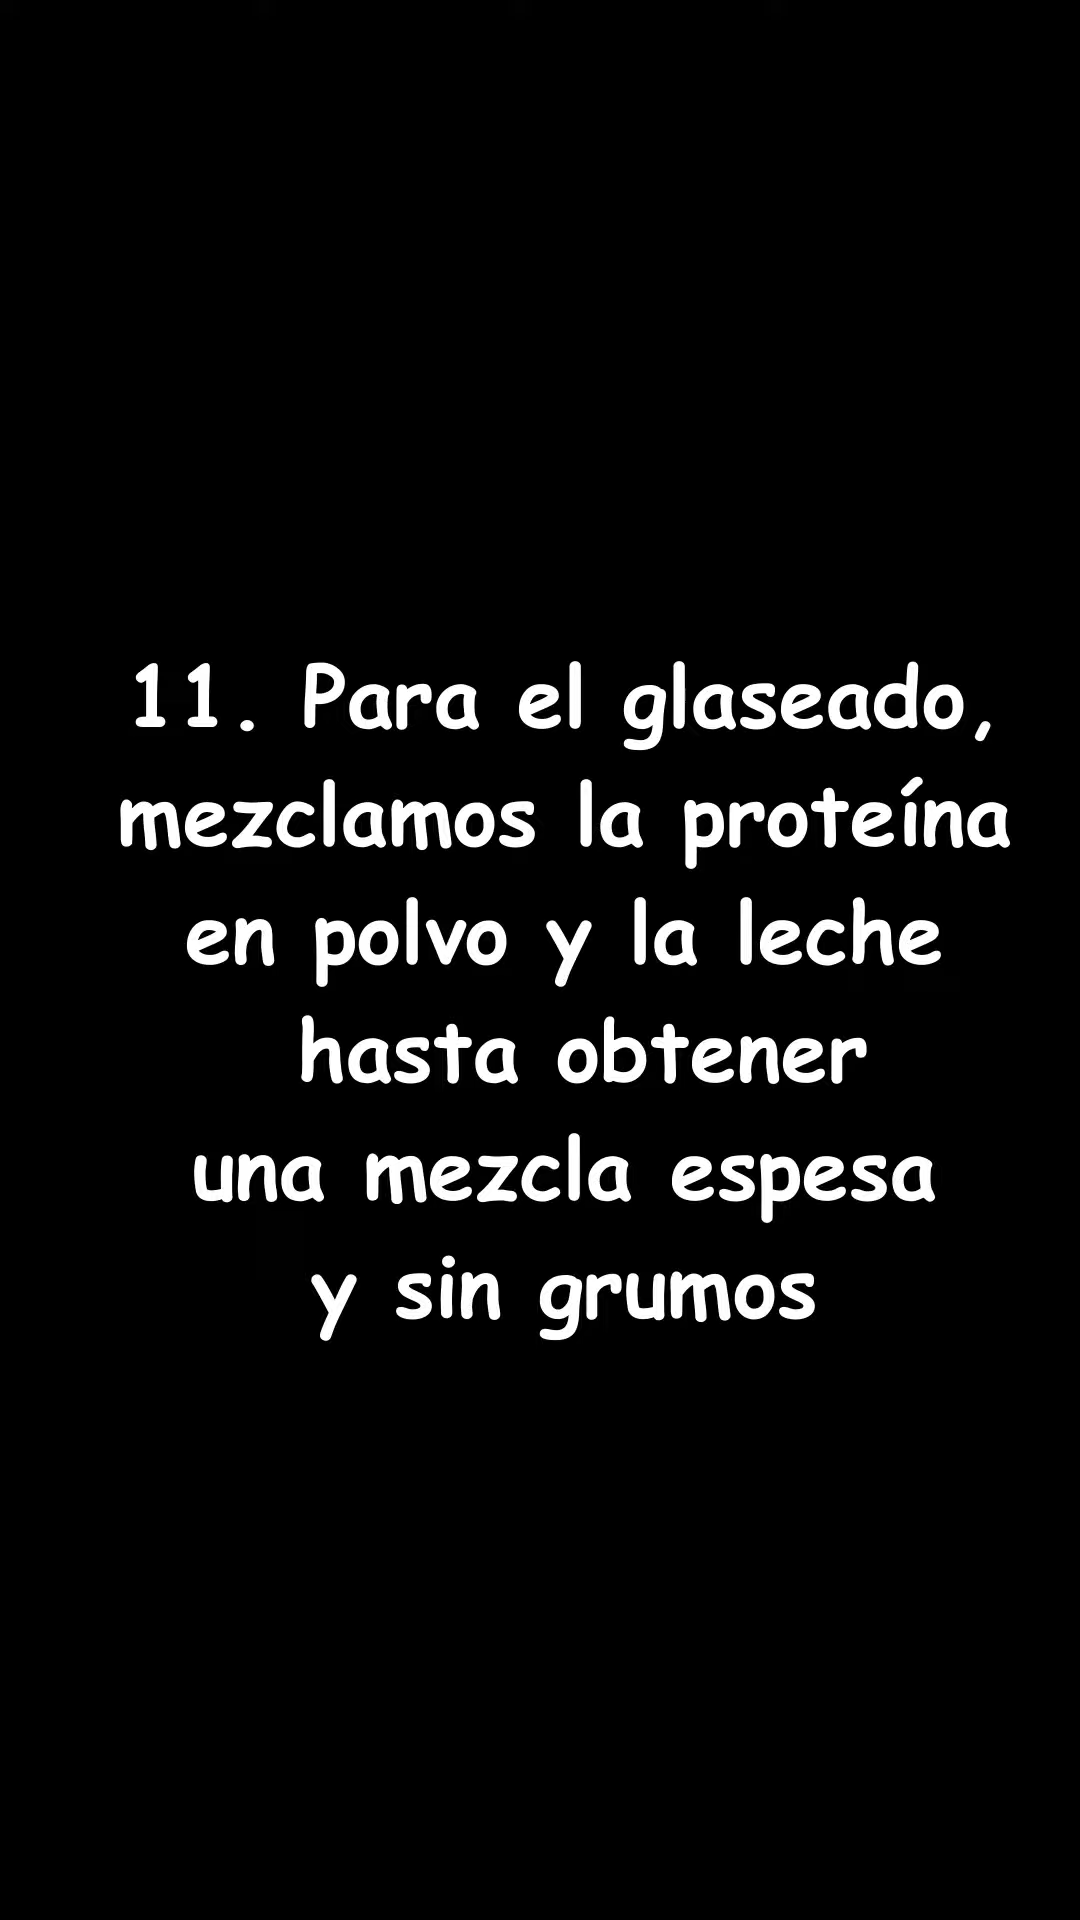 11. Para el glaseado,
mezclamos la proteína
en polvo y la leche
hasta obtener
una mezcla espesa
y sin grumos